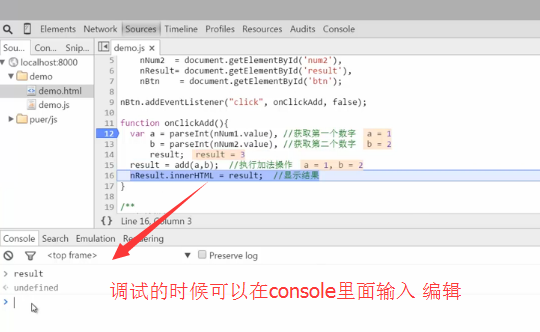 Elements Network Sources Timeline Profiles Resources Audits Console
Sou... Con... Snip... demo.js ×
localhost:8000
demo
demo.html
demo.js
puer/js
5 nNum2 = document.getElementById('num2'),
6 nResult= document.getElementById('result'),
7 nBtn = document.getElementById('btn');
8
9 nBtn.addEventListener("click", onClickAdd, false);
10
11 function onClickAdd(){
12 var a = parseInt(nNum1.value), //获取第一个数字 a = 1
13 b = parseInt(nNum2.value), //获取第二个数字 b = 2
14 result; result = 3
15 result = add(a,b); //执行加法操作 a = 1, b = 2
16 nResult.innerHTML = result; //显示结果
17 }
18
19 /**
{} Line 16, Column 3
Console Search Emulation Rendering
<top frame> Preserve log
> result
< undefined
>
调试的时候可以在console里面输入 编辑